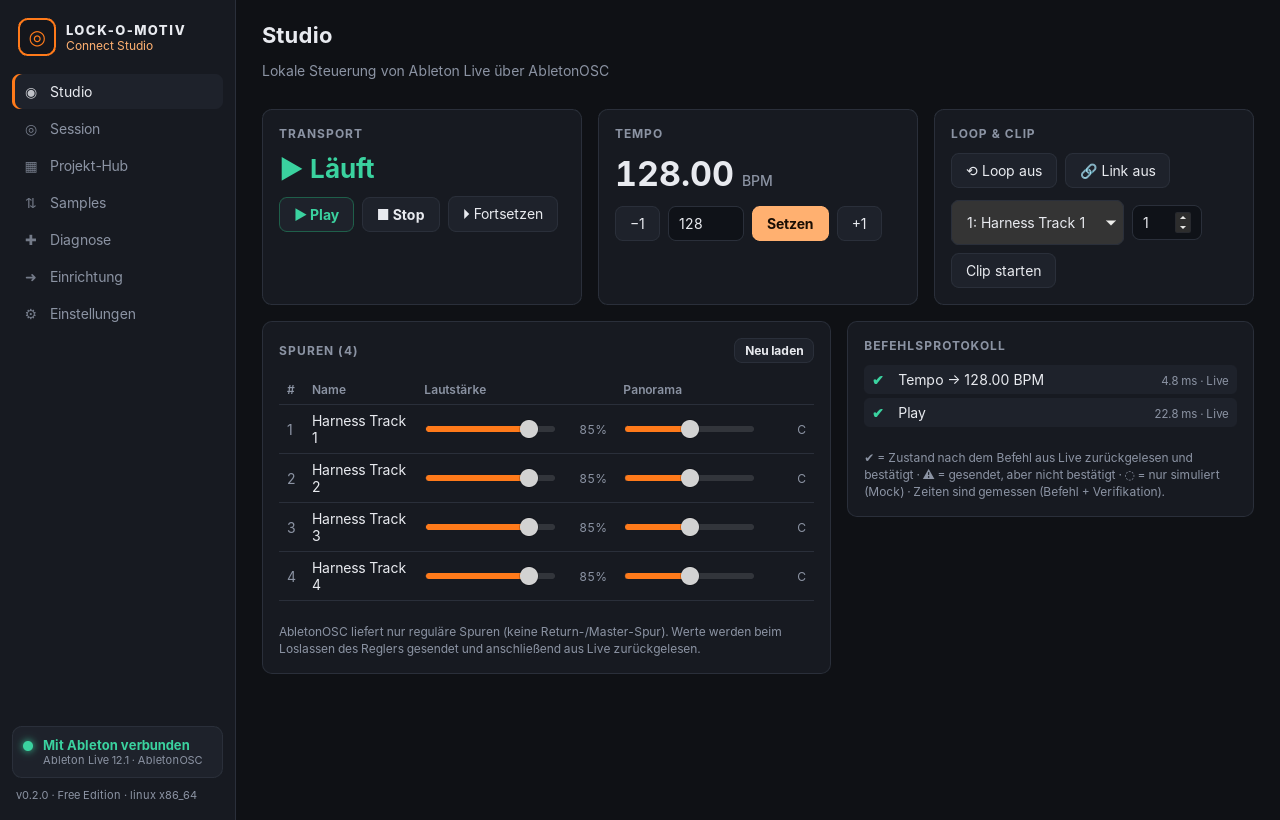 LOCK-O-MOTIV
Connect Studio
Studio
Session
Projekt-Hub
Samples
Diagnose
Einrichtung
Einstellungen
Mit Ableton verbunden
Ableton Live 12.1 · AbletonOSC
v0.2.0 · Free Edition · linux x86_64
Studio
Lokale Steuerung von Ableton Live über AbletonOSC
TRANSPORT
▶ Läuft
▶ Play
■ Stop
⏵ Fortsetzen
TEMPO
128.00 BPM
−1
128
Setzen
+1
LOOP & CLIP
⟲ Loop aus
🔗 Link aus
1: Harness Track 1
1
Clip starten
SPUREN (4)
Neu laden
# Name Lautstärke Panorama
1 Harness Track 85% C
1
2 Harness Track 85% C
2
3 Harness Track 85% C
3
4 Harness Track 85% C
4
AbletonOSC liefert nur reguläre Spuren (keine Return-/Master-Spur). Werte werden beim
Loslassen des Reglers gesendet und anschließend aus Live zurückgelesen.
BEFEHLSPROTOKOLL
✔ Tempo → 128.00 BPM 4.8 ms · Live
✔ Play 22.8 ms · Live
✔ = Zustand nach dem Befehl aus Live zurückgelesen und
bestätigt · ⚠ = gesendet, aber nicht bestätigt · ◌ = nur simuliert
(Mock) · Zeiten sind gemessen (Befehl + Verifikation).